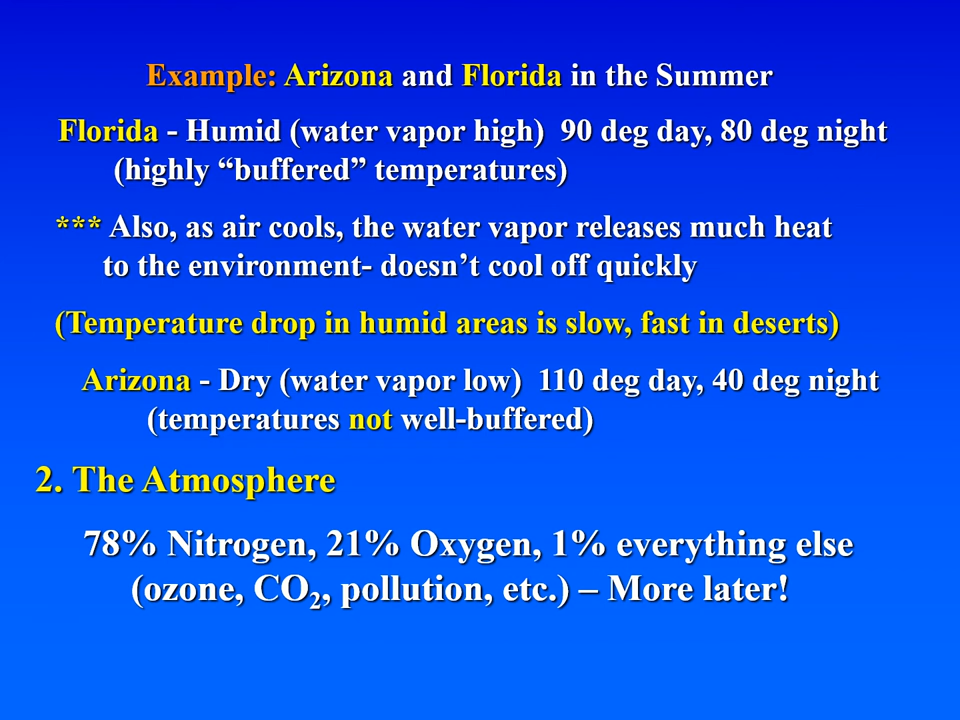 Example: Arizona and Florida in the Summer
Florida - Humid (water vapor high)  90 deg day, 80 deg night
(highly “buffered” temperatures)
*** Also, as air cools, the water vapor releases much heat
to the environment- doesn’t cool off quickly
(Temperature drop in humid areas is slow, fast in deserts)
Arizona - Dry (water vapor low)  110 deg day, 40 deg night
(temperatures not well-buffered)
2. The Atmosphere
78% Nitrogen, 21% Oxygen, 1% everything else
(ozone, CO₂, pollution, etc.) – More later!